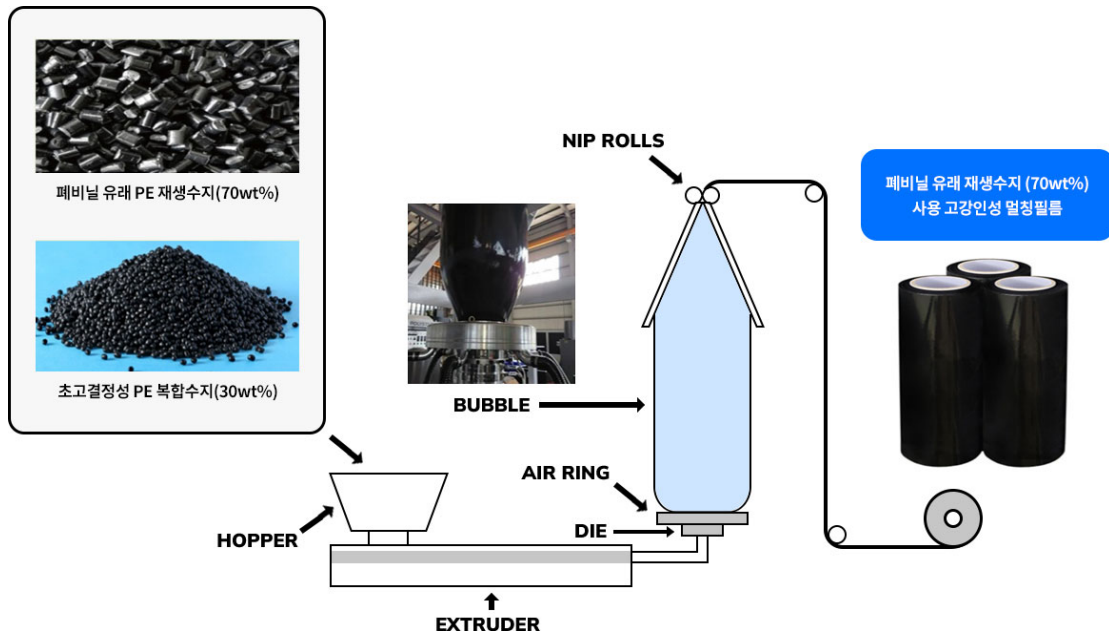 폐비닐 유래 PE 재생수지(70wt%)
초고결정성 PE 복합수지(30wt%)
HOPPER
EXTRUDER
DIE
AIR RING
BUBBLE
NIP ROLLS
폐비닐 유래 재생수지 (70wt%)
사용 고강인성 멀칭필름